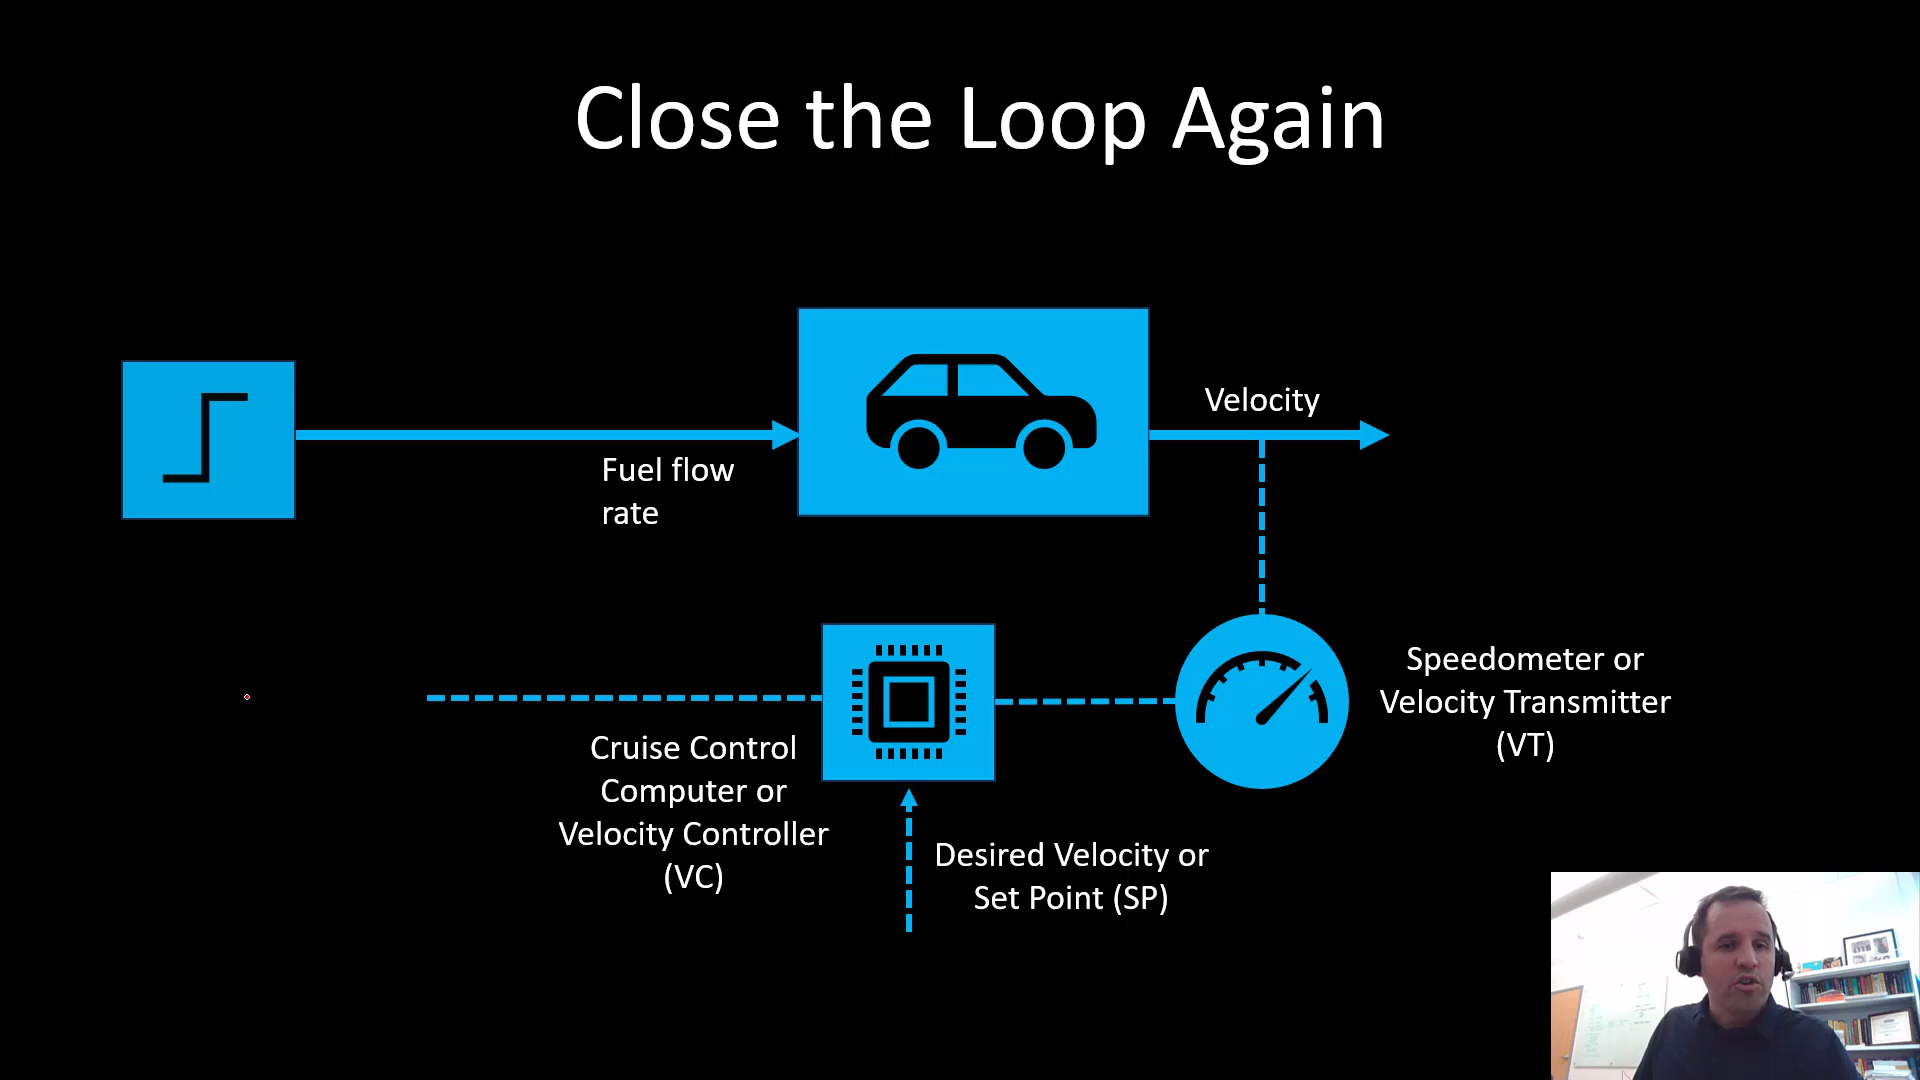 Close the Loop Again
Velocity
Fuel flow
rate
Speedometer or
Velocity Transmitter
(VT)
Cruise Control
Computer or
Velocity Controller
(VC)
Desired Velocity or
Set Point (SP)